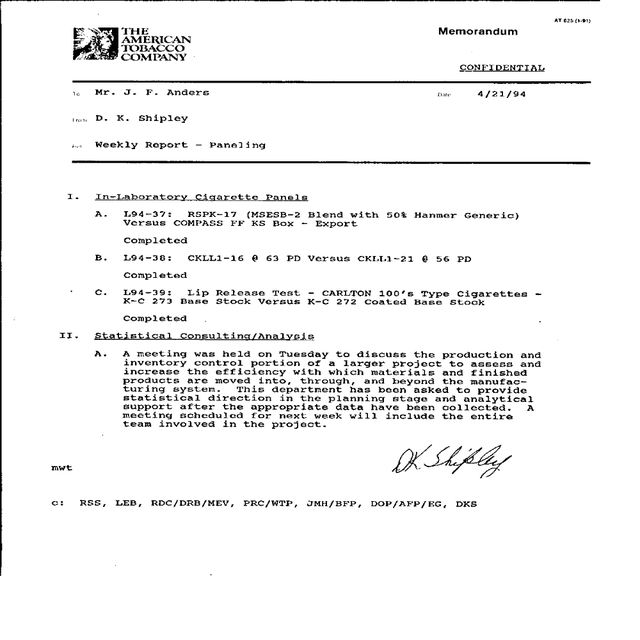 AT 825 (1-91)
THE
AMERICAN
TOBACCO
COMPANY
Memorandum
CONFIDENTIAL
To Mr. J. F. Anders Date 4/21/94
From D. K. Shipley
Weekly Report - Paneling
I. In-Laboratory Cigarette Panels
A. L94-37: RSPK-17 (MSESB-2 Blend with 50% Hanmer Generic)
Versus COMPASS FF KS Box - Export
Completed
B. L94-38: CKLL1-16 @ 63 PD Versus CKLL1-21 @ 56 PD
Completed
C. L94-39: Lip Release Test - CARLTON 100's Type Cigarettes -
K-C 273 Base Stock Versus K-C 272 Coated Base Stock
Completed
II. Statistical Consulting/Analysis
A. A meeting was held on Tuesday to discuss the production and
inventory control portion of a larger project to assess and
increase the efficiency with which materials and finished
products are moved into, through, and beyond the manufac-
turing system. This department has been asked to provide
statistical direction in the planning stage and analytical
support after the appropriate data have been collected. A
meeting scheduled for next week will include the entire
team involved in the project.
DK Shipley
mwt
c: RSS, LEB, RDC/DRB/MEV, PRC/WTP, JMH/BFP, DOP/AFP/EG, DKS